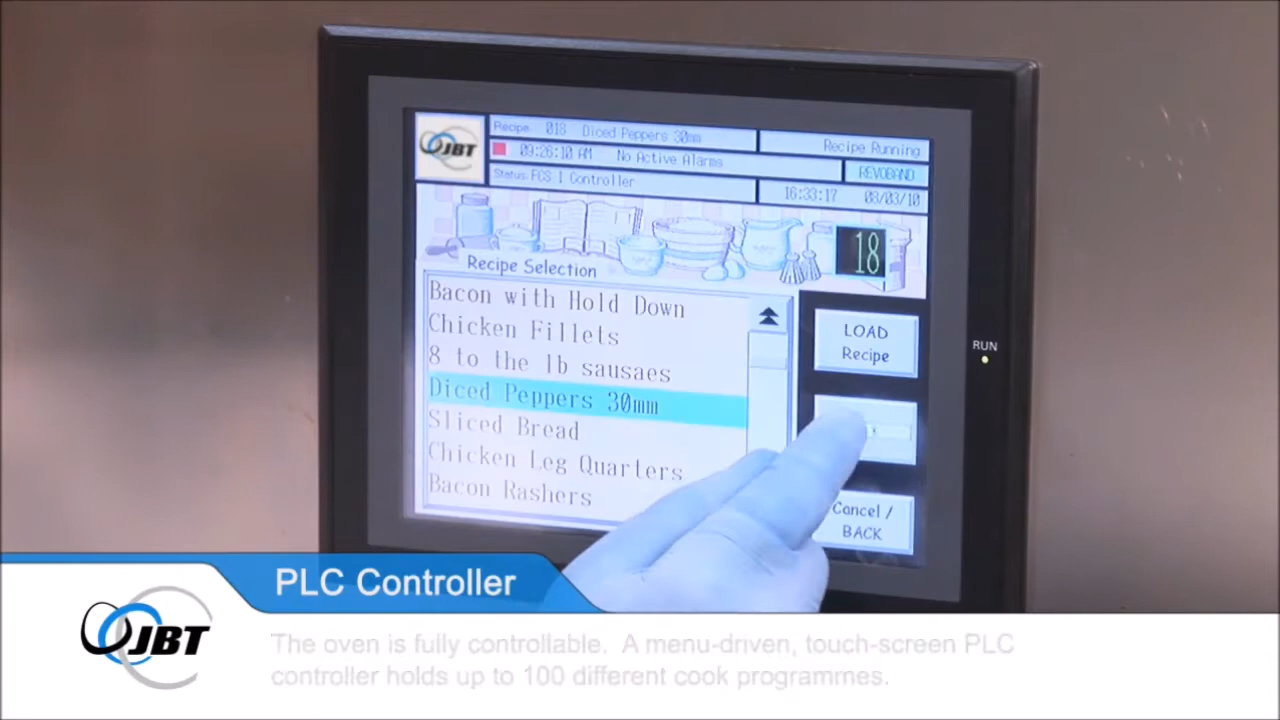 JBT
Recipe 018 Diced Peppers 30mm
Recipe Running
09:26:10 AM No Active Alarms
REVOBAND
Status: FCS 1 Controller
16:33:17 08/03/10
18
Recipe Selection
Bacon with Hold Down
Chicken Fillets
8 to the lb sausaes
Diced Peppers 30mm
Sliced Bread
Chicken Leg Quarters
Bacon Rashers
LOAD
Recipe
Cancel /
BACK
RUN
PLC Controller
JBT
The oven is fully controllable. A menu-driven, touch-screen PLC
controller holds up to 100 different cook programmes.